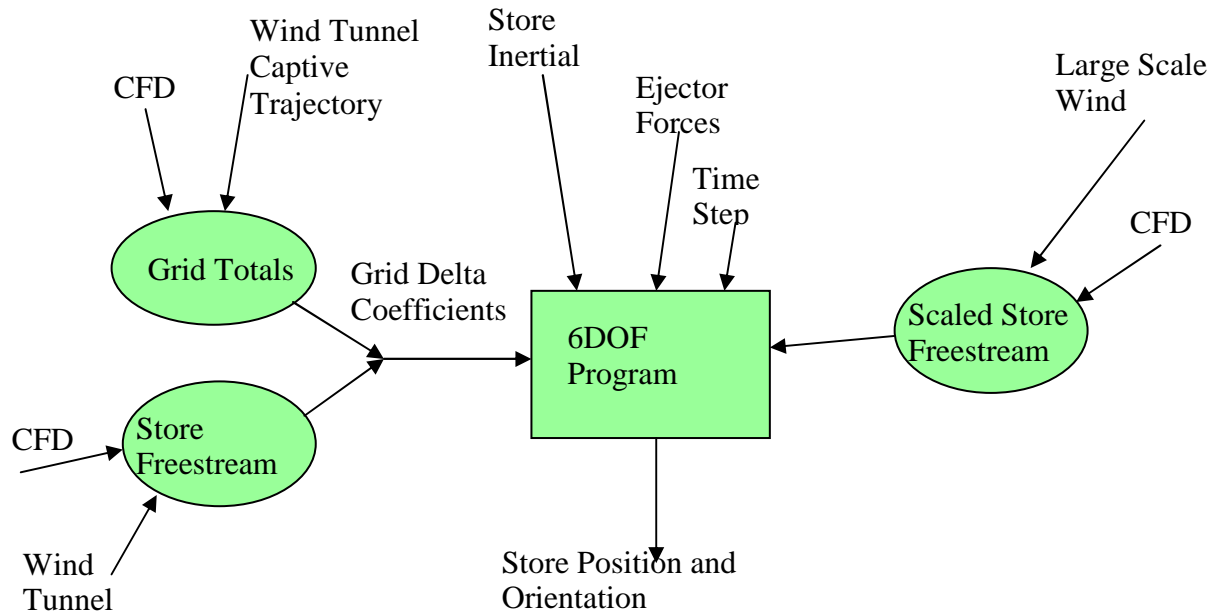 Wind Tunnel
Captive
Trajectory
CFD
Store
Inertial
Ejector
Forces
Time
Step
Large Scale
Wind
CFD
Grid Totals
Grid Delta
Coefficients
6DOF
Program
Scaled Store
Freestream
CFD
Store
Freestream
Wind
Tunnel
Store Position and
Orientation